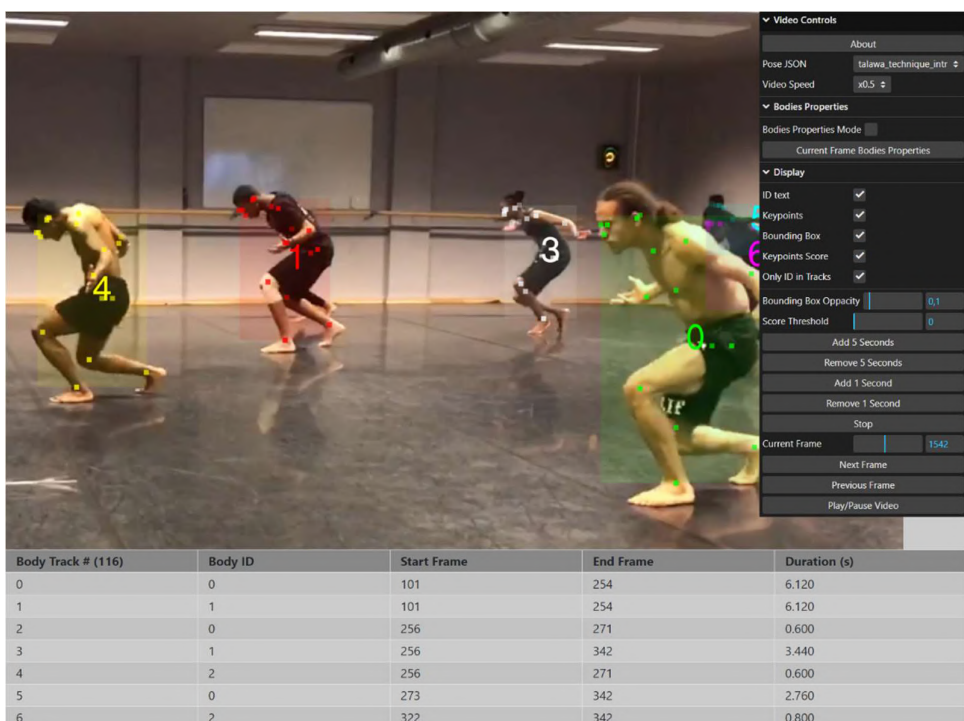 Video Controls
About
Pose JSON talawa_technique_intr
Video Speed x0.5
Bodies Properties
Bodies Properties Mode
Current Frame Bodies Properties
Display
ID text
Keypoints
Bounding Box
Keypoints Score
Only ID in Tracks
Bounding Box Oppacity 0,1
Score Threshold 0
Add 5 Seconds
Remove 5 Seconds
Add 1 Second
Remove 1 Second
Stop
Current Frame 1542
Next Frame
Previous Frame
Play/Pause Video
4
1
3
0
6
Body Track # (116) Body ID Start Frame End Frame Duration (s)
0 0 101 254 6.120
1 1 101 254 6.120
2 0 256 271 0.600
3 1 256 342 3.440
4 2 256 271 0.600
5 0 273 342 2.760
6 2 322 342 0.800